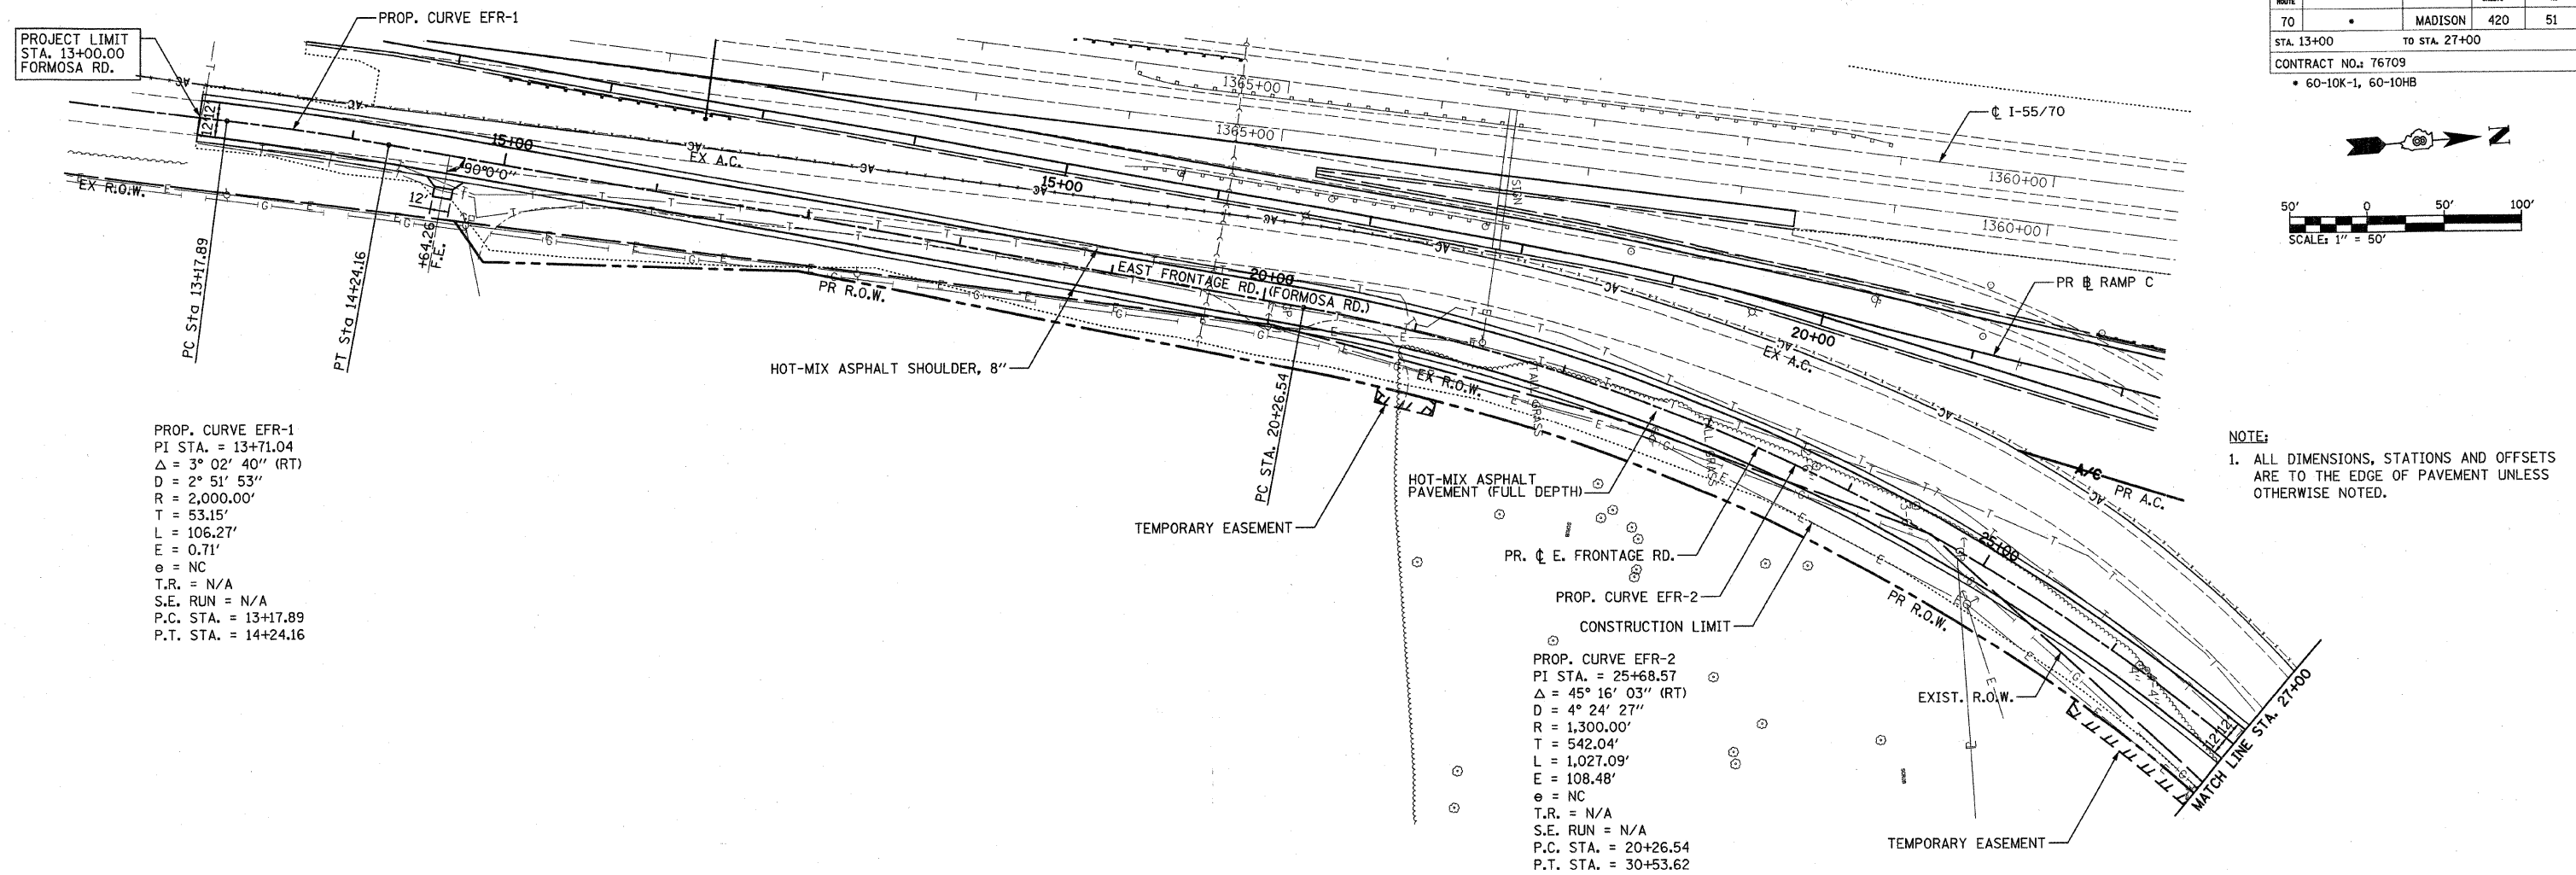 PROP. CURVE EFR-1
PROJECT LIMIT
STA. 13+00.00
FORMOSA RD.
ROUTE
70 • MADISON 420 51
STA. 13+00 TO STA. 27+00
CONTRACT NO.: 76709
• 60-10K-1, 60-10HB
N
50' 0 50' 100'
SCALE: 1" = 50'
℄ I-55/70
1365+00
1365+00
1360+00
1360+00
PR ⅊ RAMP C
12' 12'
15+00
EX A.C.
15+00
90°0'0"
12'
EX R.O.W.
+64.26
F.E.
PC Sta 13+17.89
PT Sta 14+24.16
SIGN
20+00
EAST FRONTAGE RD. (FORMOSA RD.)
PR R.O.W.
20+00
EX A.C.
HOT-MIX ASPHALT SHOULDER, 8"
PC STA. 20+26.54
EX R.O.W.
TALL GRASS
TALL GRASS
A/C PR A.C.
NOTE:
1. ALL DIMENSIONS, STATIONS AND OFFSETS
ARE TO THE EDGE OF PAVEMENT UNLESS
OTHERWISE NOTED.
HOT-MIX ASPHALT
PAVEMENT (FULL DEPTH)
TEMPORARY EASEMENT
PR. ℄ E. FRONTAGE RD.
25+00
PROP. CURVE EFR-2
CONSTRUCTION LIMIT
PR R.O.W.
EXIST. R.O.W.
12' 12'
MATCH LINE STA. 27+00
TEMPORARY EASEMENT
PROP. CURVE EFR-1
PI STA. = 13+71.04
Δ = 3° 02' 40" (RT)
D = 2° 51' 53"
R = 2,000.00'
T = 53.15'
L = 106.27'
E = 0.71'
e = NC
T.R. = N/A
S.E. RUN = N/A
P.C. STA. = 13+17.89
P.T. STA. = 14+24.16
PROP. CURVE EFR-2
PI STA. = 25+68.57
Δ = 45° 16' 03" (RT)
D = 4° 24' 27"
R = 1,300.00'
T = 542.04'
L = 1,027.09'
E = 108.48'
e = NC
T.R. = N/A
S.E. RUN = N/A
P.C. STA. = 20+26.54
P.T. STA. = 30+53.62